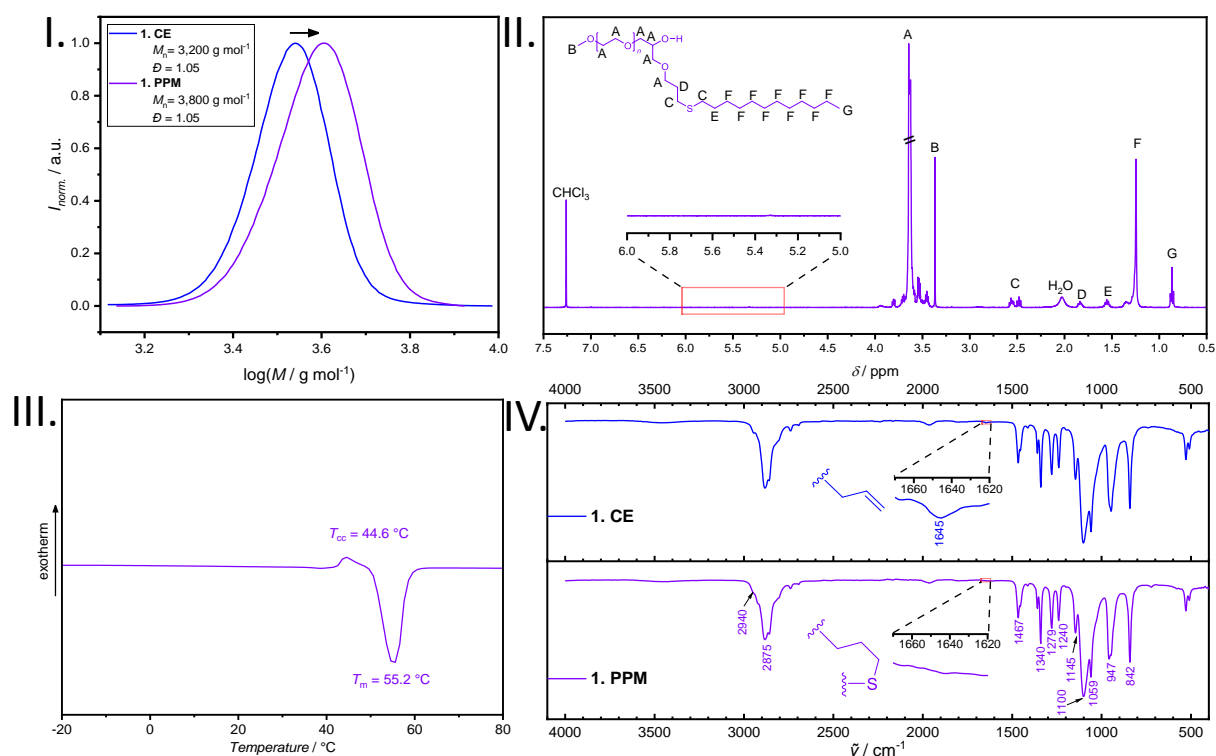 I.
1. CE
Mn= 3,200 g mol-1
Đ = 1.05
1. PPM
Mn= 3,800 g mol-1
Đ = 1.05
Inorm. / a.u.
1.0
0.8
0.6
0.4
0.2
0.0
3.2 3.4 3.6 3.8 4.0
log(M / g mol-1)
II.
A A A A
B O O O O-H
A n A
O
A D
C C F F F F F
S
E F F F F G
A
B
F
CHCl3
G
C H2O D E
6.0 5.8 5.6 5.4 5.2 5.0
7.5 7.0 6.5 6.0 5.5 5.0 4.5 4.0 3.5 3.0 2.5 2.0 1.5 1.0 0.5
δ / ppm
III.
exotherm
Tcc = 44.6 °C
Tm = 55.2 °C
-20 0 20 40 60 80
Temperature / °C
IV.
4000 3500 3000 2500 2000 1500 1000 500
1660 1640 1620
1645
1. CE
2940
2875
1660 1640 1620
S
1. PPM
1467
1340
1279
1240
1145
1100
1059
947
842
4000 3500 3000 2500 2000 1500 1000 500
ṽ / cm-1